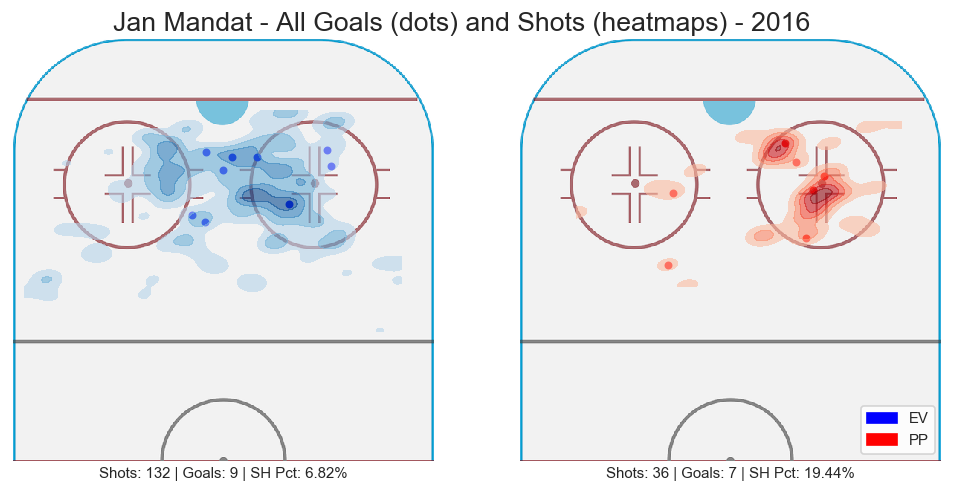 Jan Mandat - All Goals (dots) and Shots (heatmaps) - 2016
EV
PP
Shots: 132 | Goals: 9 | SH Pct: 6.82%
Shots: 36 | Goals: 7 | SH Pct: 19.44%